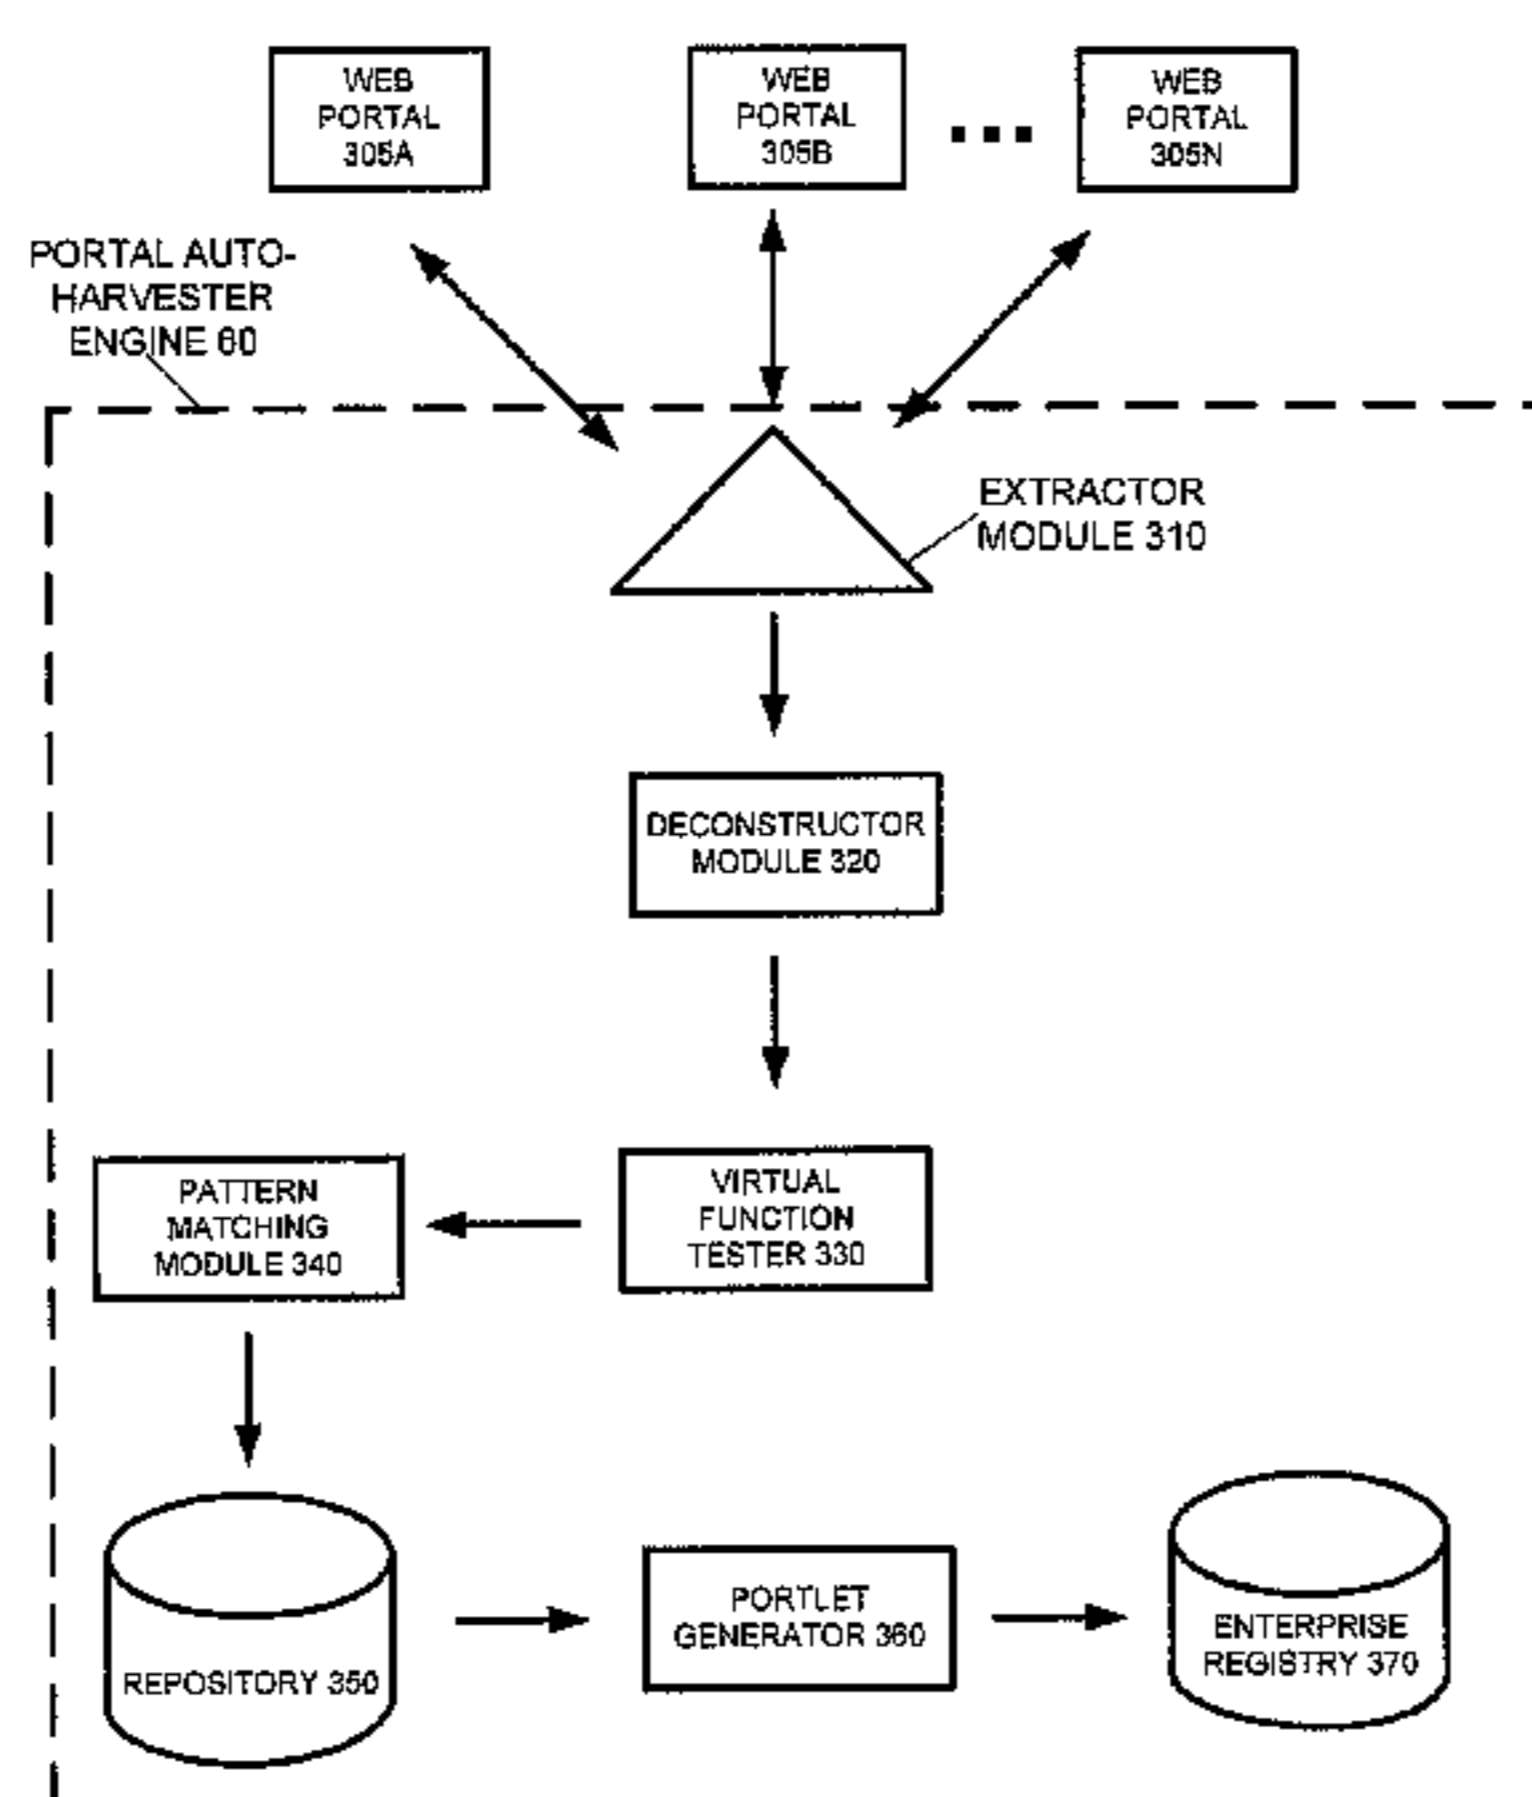 WEB
PORTAL
305A
WEB
PORTAL
305B
WEB
PORTAL
305N
PORTAL AUTO-
HARVESTER
ENGINE 60
EXTRACTOR
MODULE 310
DECONSTRUCTOR
MODULE 320
PATTERN
MATCHING
MODULE 340
VIRTUAL
FUNCTION
TESTER 330
REPOSITORY 350
PORTLET
GENERATOR 360
ENTERPRISE
REGISTRY 370